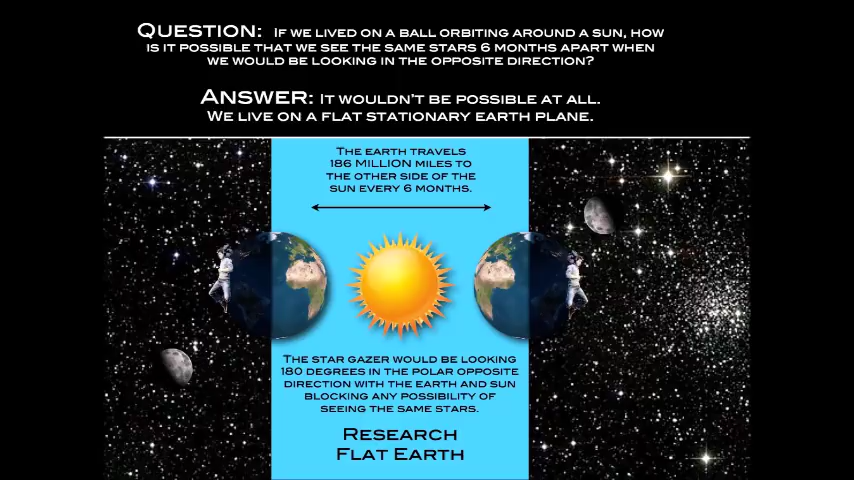 QUESTION: IF WE LIVED ON A BALL ORBITING AROUND A SUN, HOW
IS IT POSSIBLE THAT WE SEE THE SAME STARS 6 MONTHS APART WHEN
WE WOULD BE LOOKING IN THE OPPOSITE DIRECTION?
ANSWER: IT WOULDN'T BE POSSIBLE AT ALL.
WE LIVE ON A FLAT STATIONARY EARTH PLANE.
THE EARTH TRAVELS
186 MILLION MILES TO
THE OTHER SIDE OF THE
SUN EVERY 6 MONTHS.
THE STAR GAZER WOULD BE LOOKING
180 DEGREES IN THE POLAR OPPOSITE
DIRECTION WITH THE EARTH AND SUN
BLOCKING ANY POSSIBILITY OF
SEEING THE SAME STARS.
RESEARCH
FLAT EARTH